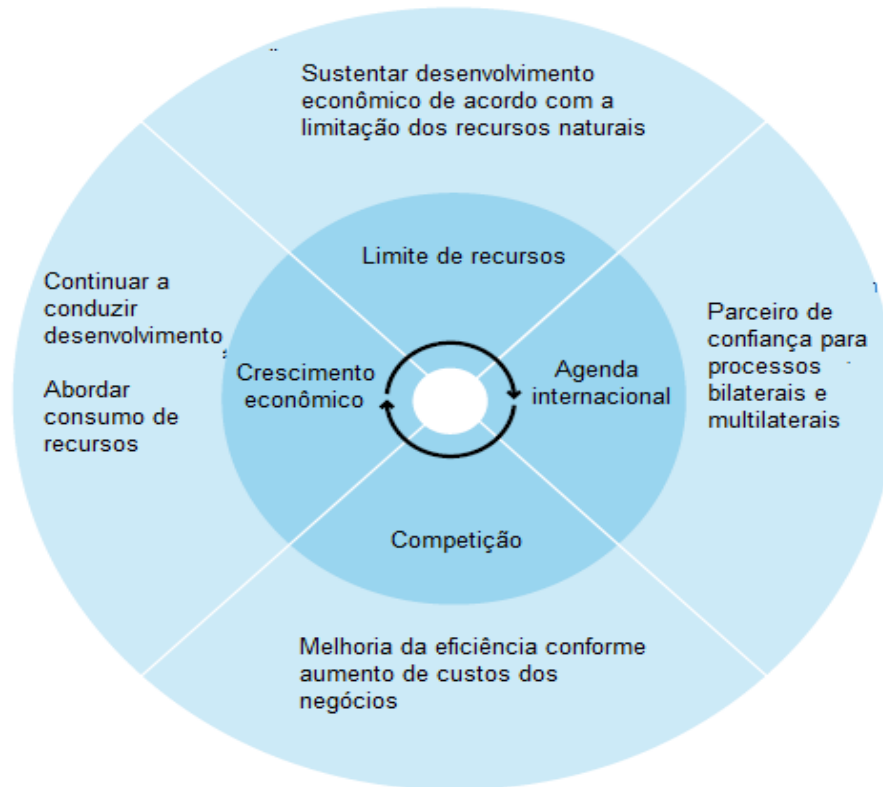 Sustentar desenvolvimento
econômico de acordo com a
limitação dos recursos naturais
Limite de recursos
Continuar a
conduzir
desenvolvimento
Abordar
consumo de
recursos
Crescimento
econômico
Agenda
internacional
Parceiro de
confiança para
processos
bilaterais e
multilaterais
Competição
Melhoria da eficiência conforme
aumento de custos dos
negócios